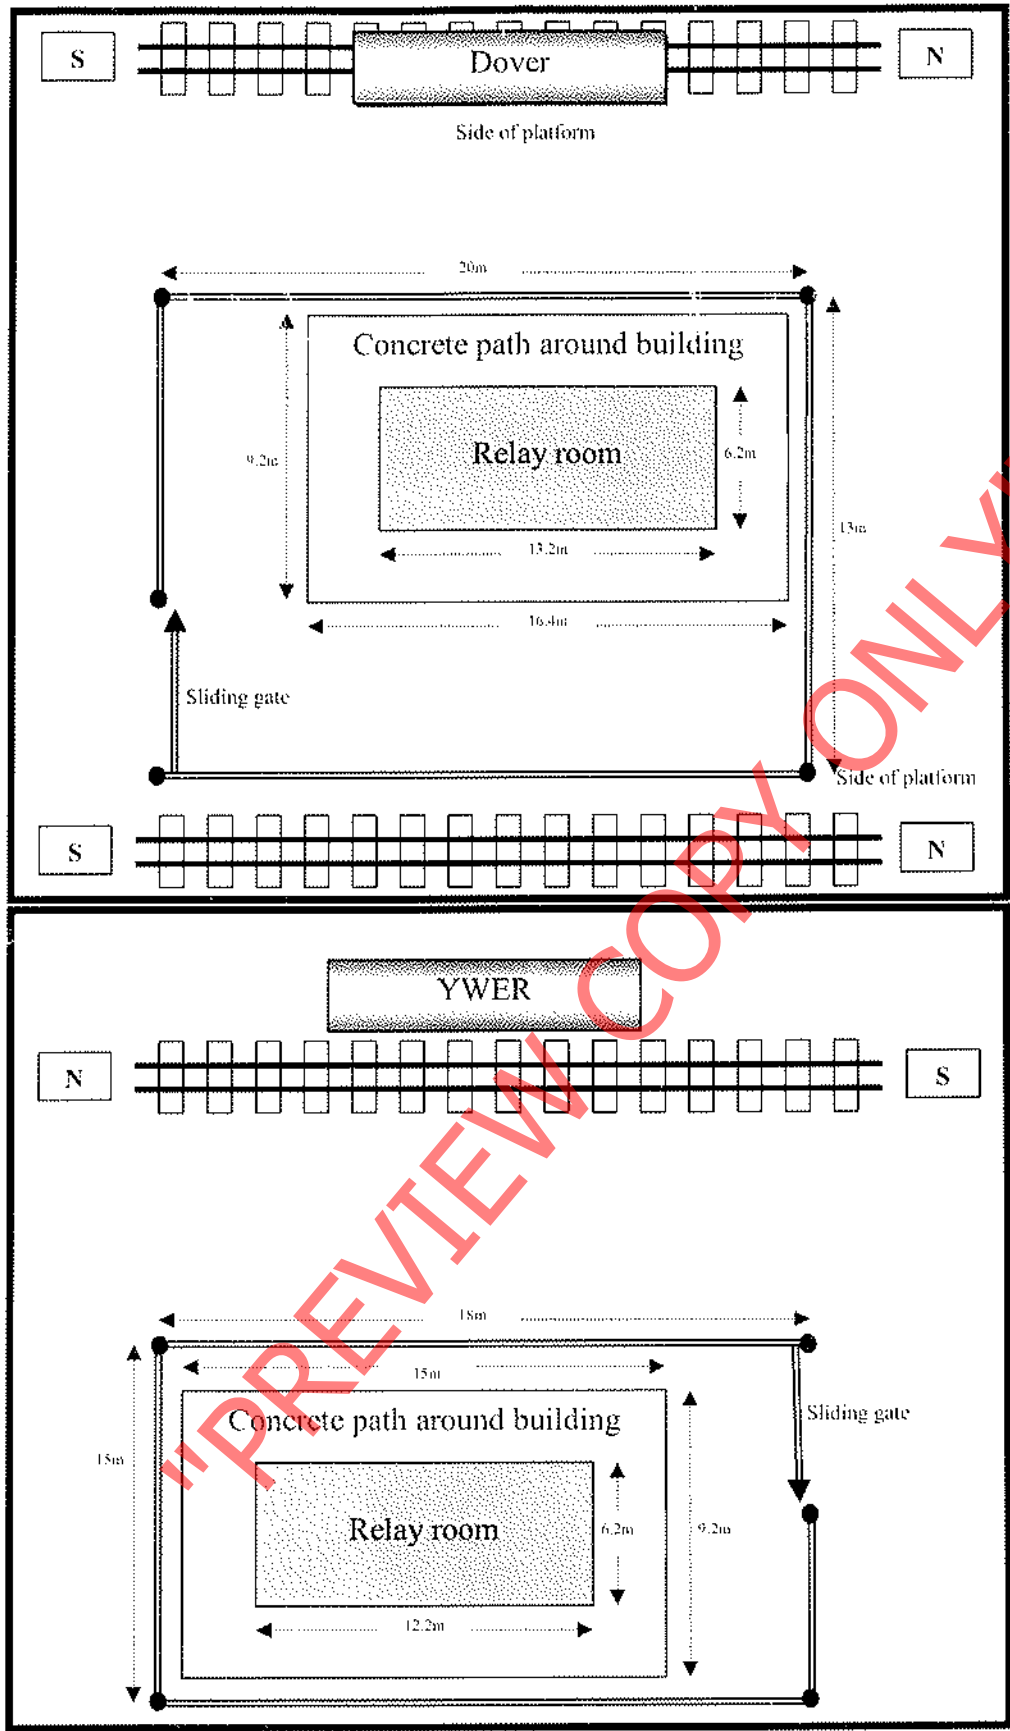 S
Dover
N
Side of platform
20m
Concrete path around building
9.2m
Relay room
6.2m
13m
13.2m
16.4m
Sliding gate
Side of platform
S
N
YWER
N
S
18m
15m
Concrete path around building
Sliding gate
15m
Relay room
6.2m
9.2m
12.2m
"PREVIEW COPY ONLY"